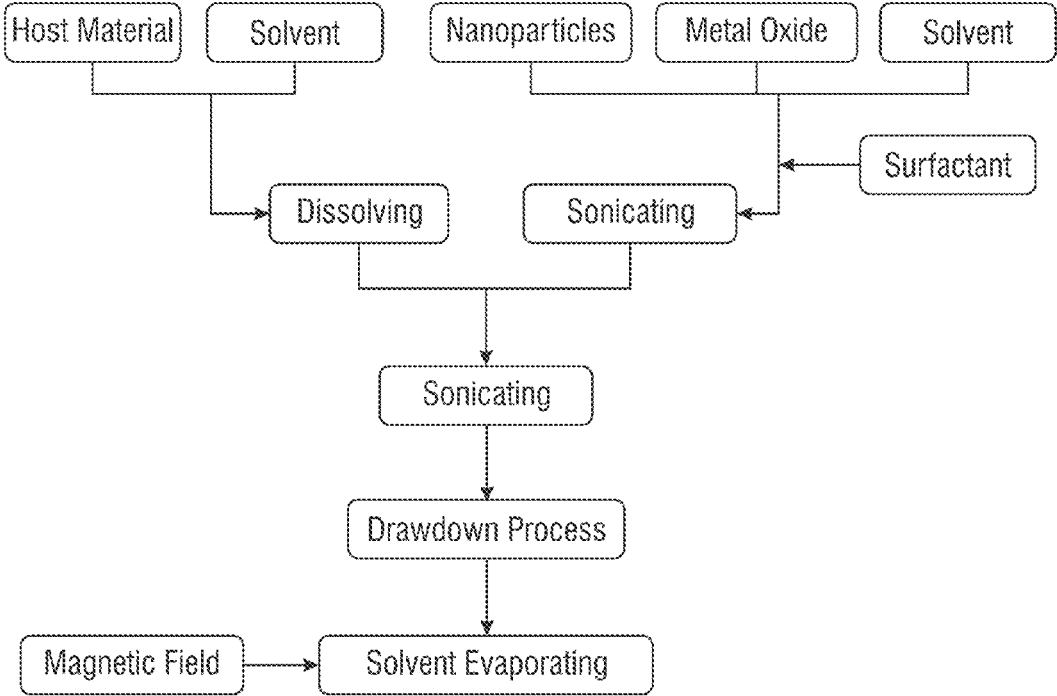 Host Material
Solvent
Nanoparticles
Metal Oxide
Solvent
Surfactant
Dissolving
Sonicating
Sonicating
Drawdown Process
Magnetic Field
Solvent Evaporating